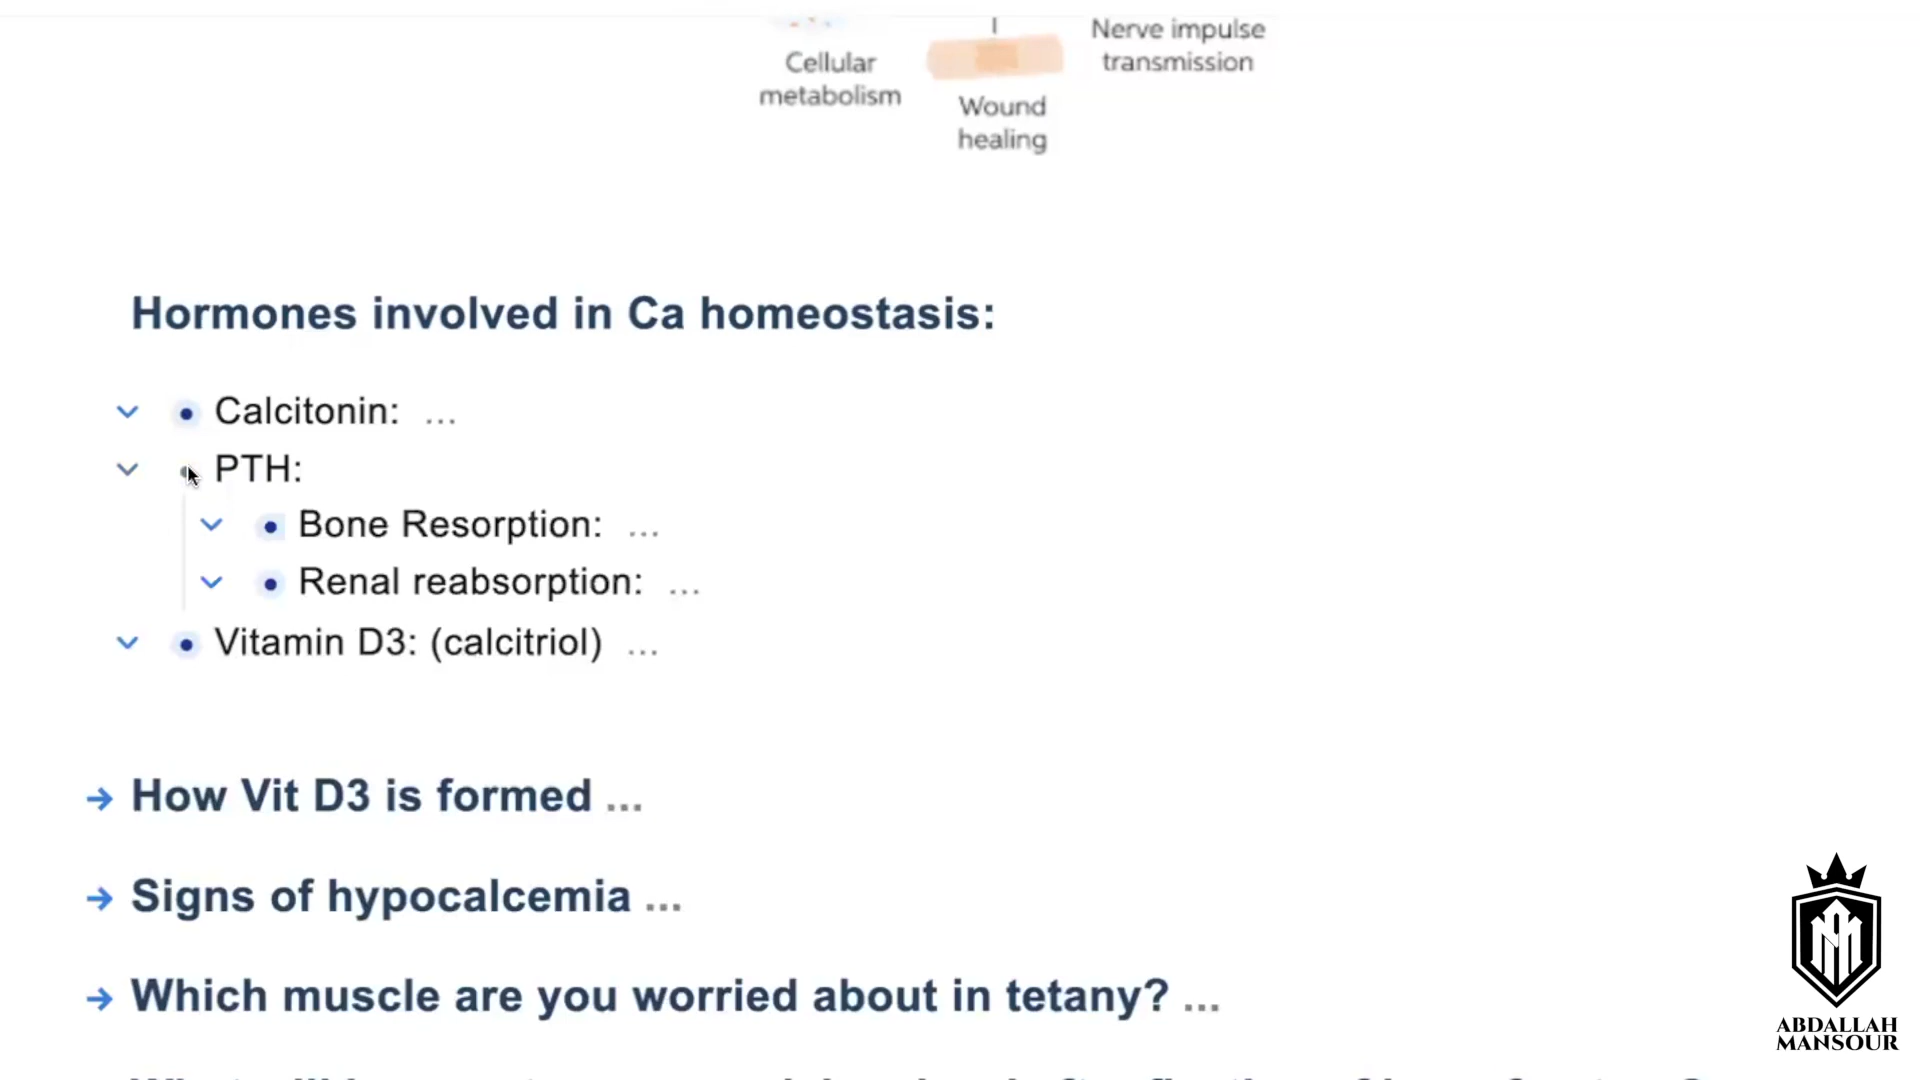 Nerve impulse
transmission
Cellular
metabolism
Wound
healing
Hormones involved in Ca homeostasis:
Calcitonin: ...
PTH:
Bone Resorption: ...
Renal reabsorption: ...
Vitamin D3: (calcitriol) ...
How Vit D3 is formed ...
Signs of hypocalcemia ...
Which muscle are you worried about in tetany? ...
ABDALLAH
MANSOUR